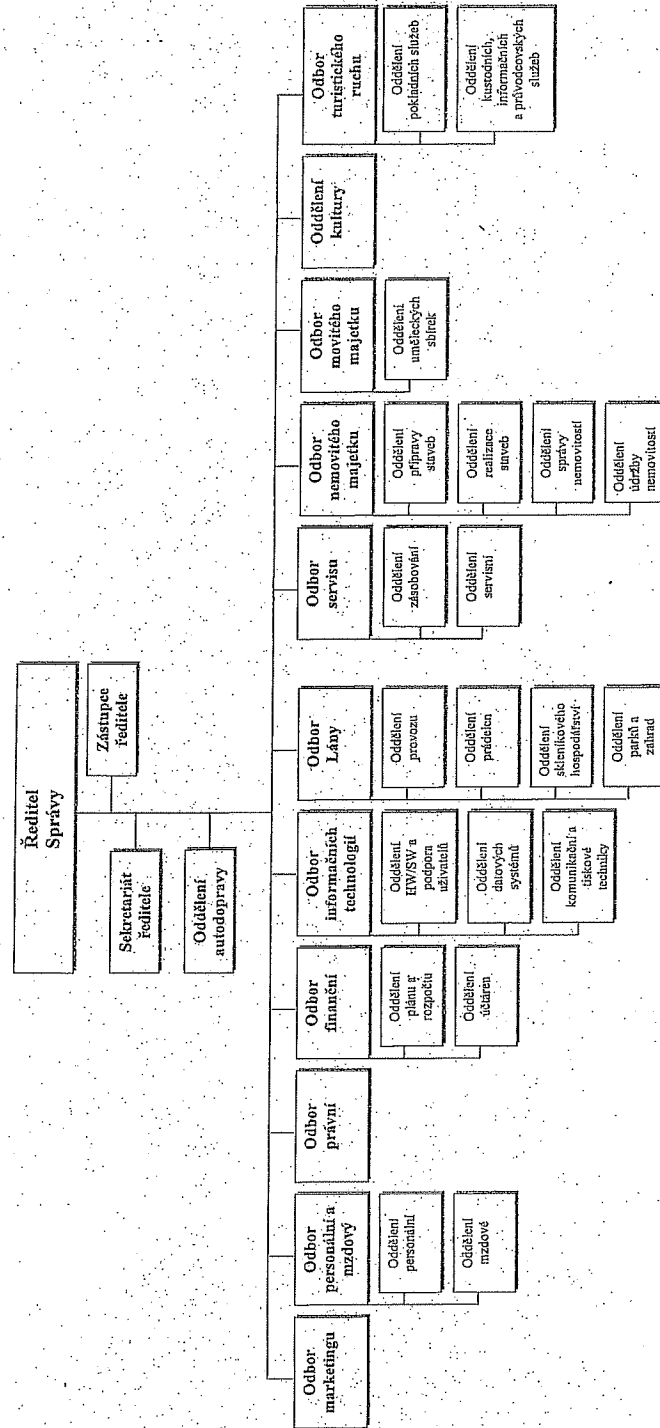 Ředitel
Správy
Zástupce
ředitele
Sekretariát
ředitele
Oddělení
autodopravy
Odbor
marketingu
Odbor
personální a
mzdový
Oddělení
personální
Oddělení
mzdové
Odbor
právní
Odbor
finanční
Oddělení
plánu a
rozpočtu
Oddělení
účtáren
Odbor
informačních
technologií
Oddělení
HW/SW a
podpora
uživatelů
Oddělení
datových
systémů
Oddělení
komunikační a
tiskové
techniky
Odbor
Lány
Oddělení
provozu
Oddělení
prádelen
Oddělení
skleníkového
hospodářství
Oddělení
parků a
zahrad
Odbor
servisu
Oddělení
zásobování
Oddělení
servisní
Odbor
nemovitého
majetku
Oddělení
přípravy
staveb
Oddělení
realizace
staveb
Oddělení
správy
nemovitostí
Oddělení
údržby
nemovitostí
Odbor
movitého
majetku
Oddělení
uměleckých
sbírek
Oddělení
kultury
Odbor
turistického
ruchu
Oddělení
pokladních služeb
Oddělení
kustodních,
informačních
a průvodcovských
služeb